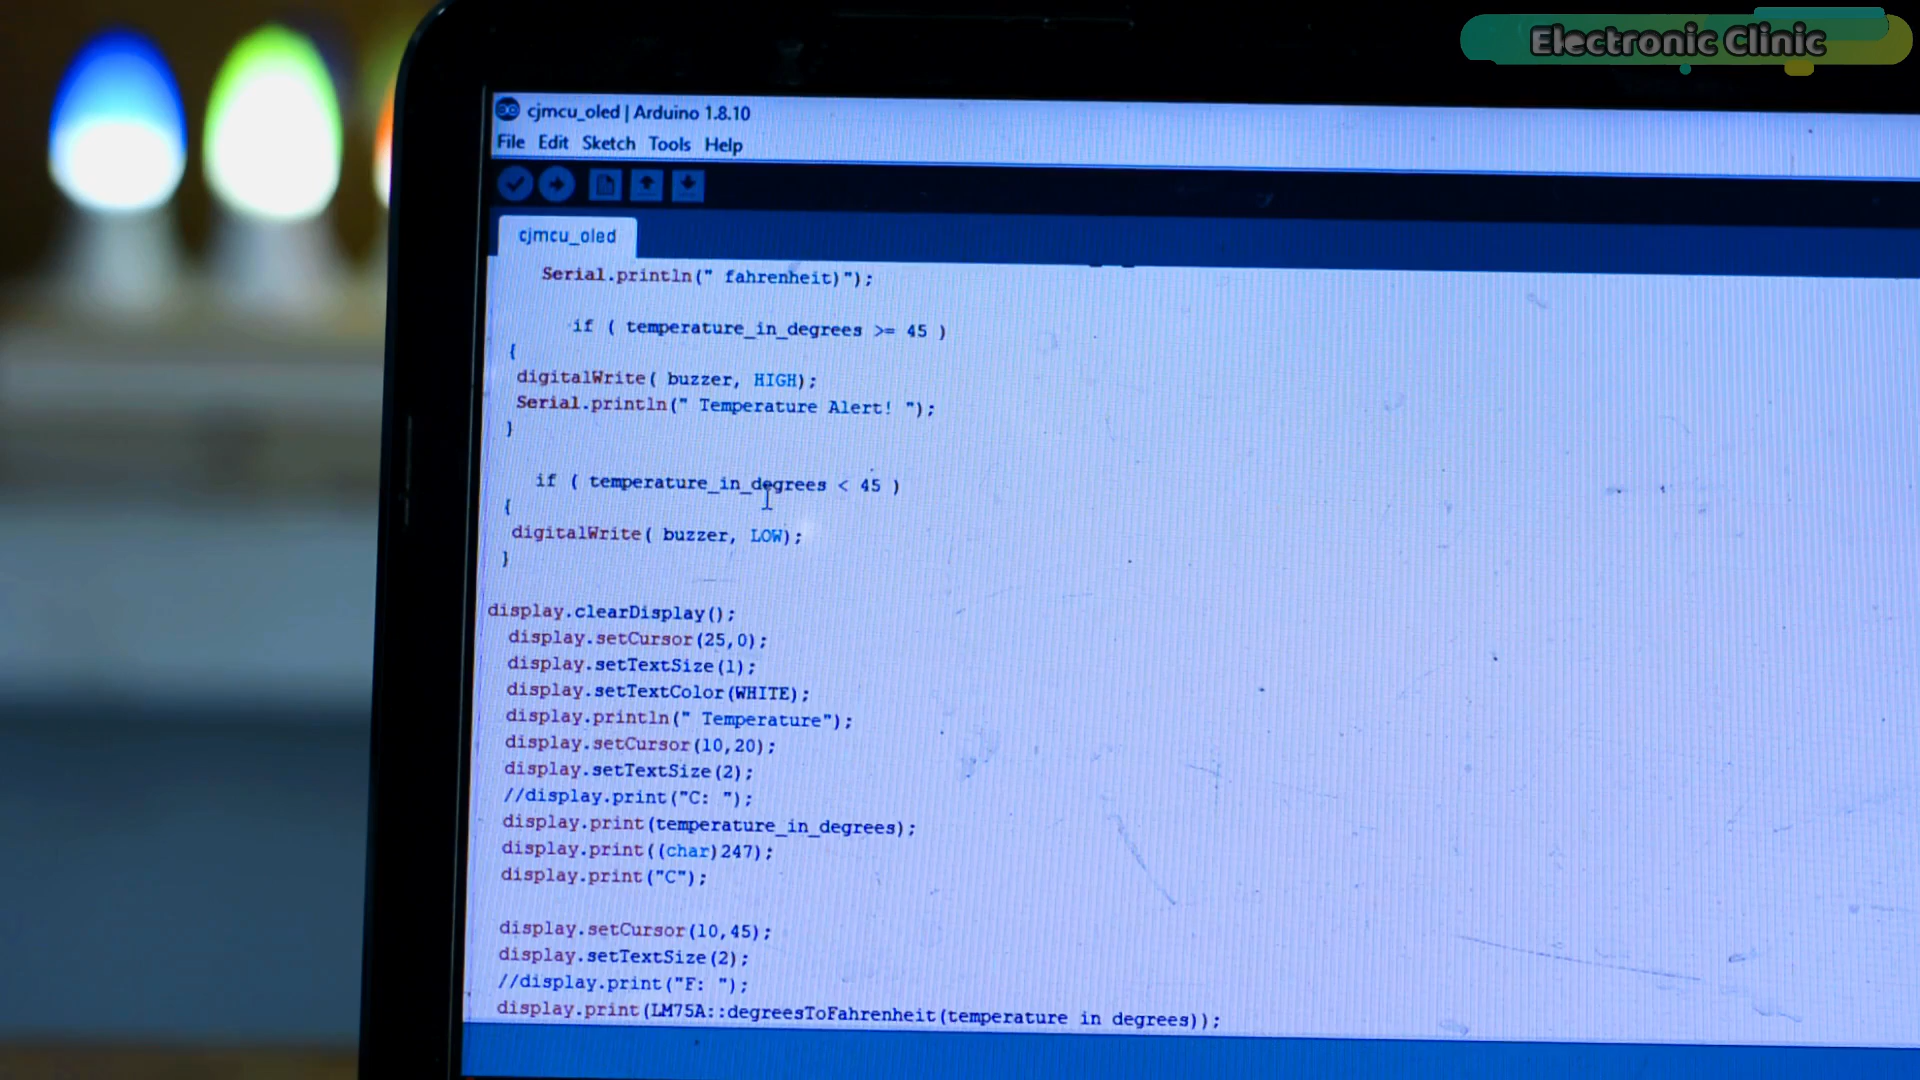 Electronic Clinic
cjmcu_oled | Arduino 1.8.10
File Edit Sketch Tools Help
cjmcu_oled
Serial.println(" fahrenheit)");
if ( temperature_in_degrees >= 45 )
{
digitalWrite( buzzer, HIGH);
Serial.println(" Temperature Alert! ");
}
if ( temperature_in_degrees < 45 )
{
digitalWrite( buzzer, LOW);
}
display.clearDisplay();
display.setCursor(25,0);
display.setTextSize(1);
display.setTextColor(WHITE);
display.println(" Temperature");
display.setCursor(10,20);
display.setTextSize(2);
//display.print("C: ");
display.print(temperature_in_degrees);
display.print((char)247);
display.print("C");
display.setCursor(10,45);
display.setTextSize(2);
//display.print("F: ");
display.print(LM75A::degreesToFahrenheit(temperature in degrees));